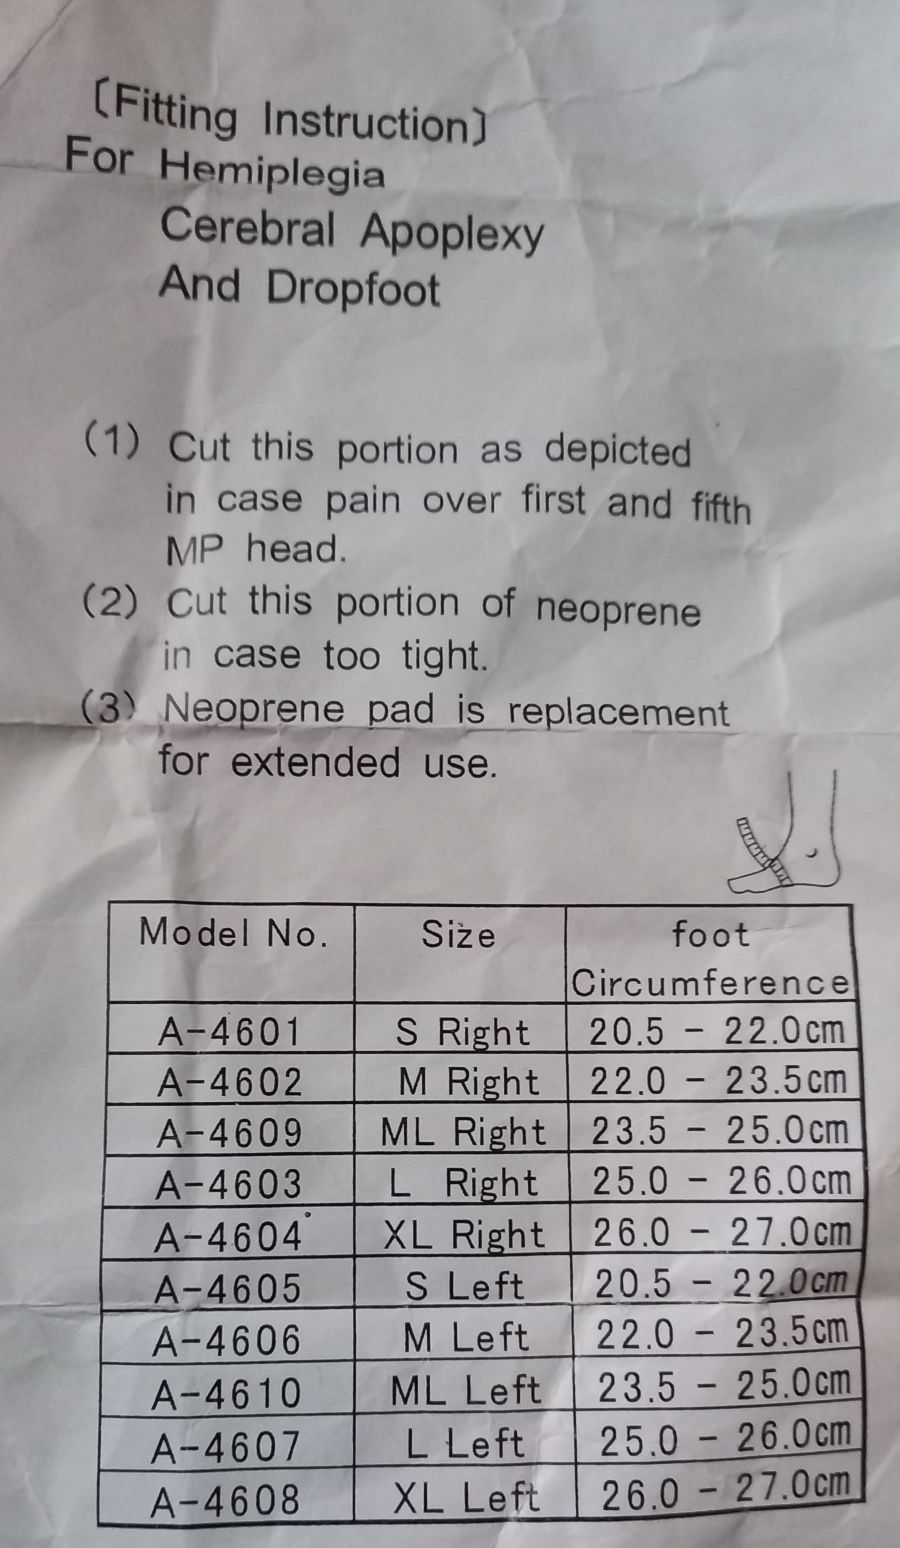 〔Fitting Instruction〕
For Hemiplegia
Cerebral Apoplexy
And Dropfoot
(1) Cut this portion as depicted
in case pain over first and fifth
MP head.
(2) Cut this portion of neoprene
in case too tight.
(3) Neoprene pad is replacement
for extended use.
Model No. Size foot
Circumference
A-4601 S Right 20.5 - 22.0cm
A-4602 M Right 22.0 - 23.5cm
A-4609 ML Right 23.5 - 25.0cm
A-4603 L Right 25.0 - 26.0cm
A-4604 XL Right 26.0 - 27.0cm
A-4605 S Left 20.5 - 22.0cm
A-4606 M Left 22.0 - 23.5cm
A-4610 ML Left 23.5 - 25.0cm
A-4607 L Left 25.0 - 26.0cm
A-4608 XL Left 26.0 - 27.0cm